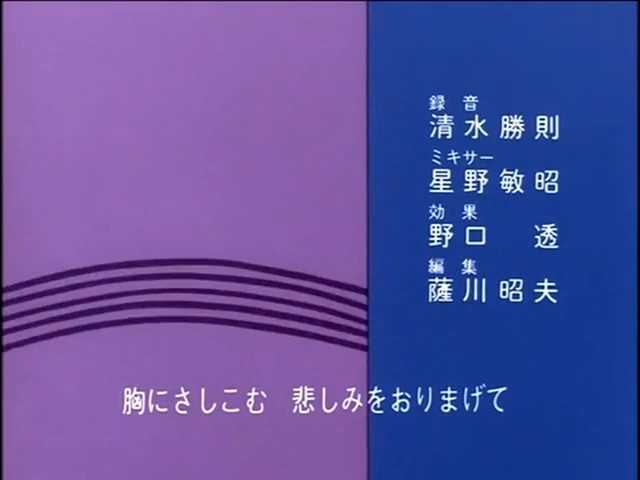 録音
清水勝則
ミキサー
星野敏昭
効果
野口 透
編集
薩川昭夫
胸にさしこむ 悲しみをおりまげて